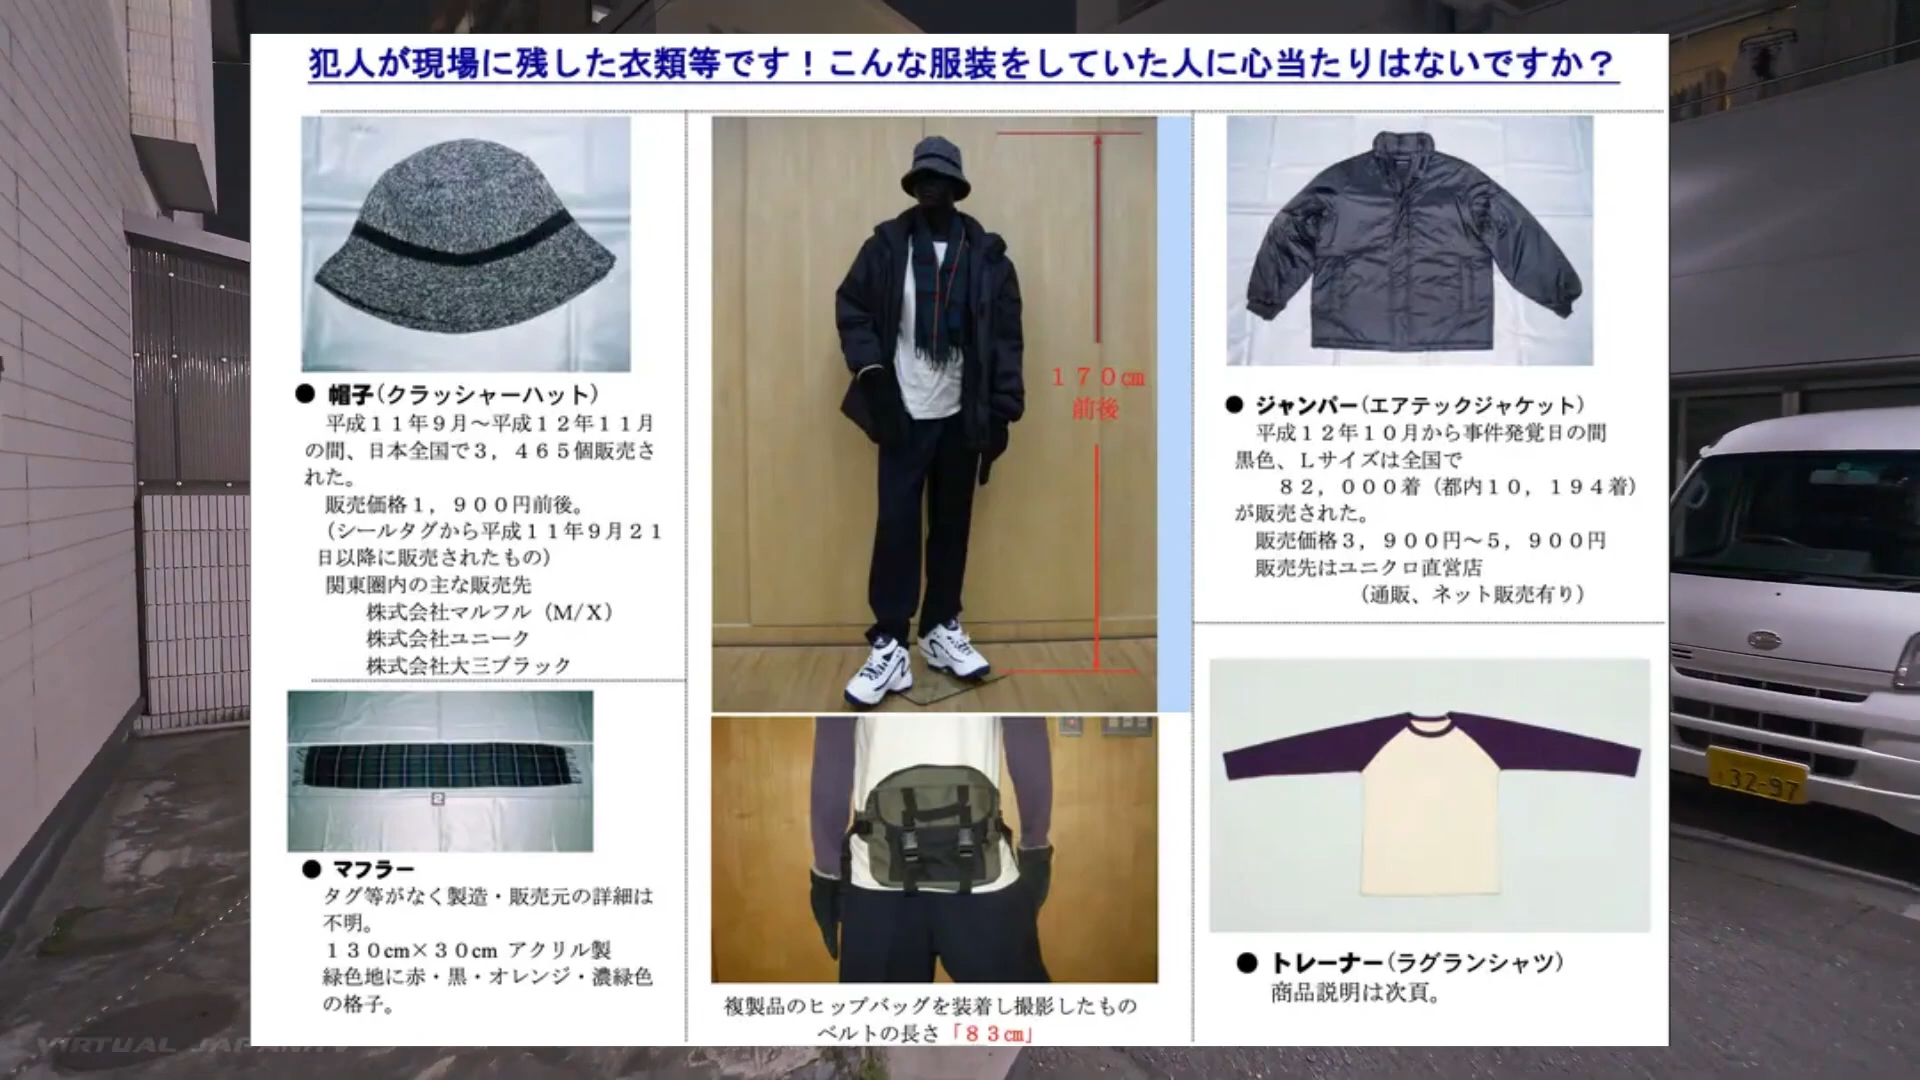 犯人が現場に残した衣類等です！こんな服装をしていた人に心当たりはないですか？
● 帽子（クラッシャーハット）
平成１１年９月～平成１２年１１月
の間、日本全国で３，４６５個販売さ
れた。
販売価格１，９００円前後。
（シールタグから平成１１年９月２１
日以降に販売されたもの）
関東圏内の主な販売先
株式会社マルフル（M/X）
株式会社ユニーク
株式会社大三ブラック
● マフラー
タグ等がなく製造・販売元の詳細は
不明。
１３０cm×３０cm アクリル製
緑色地に赤・黒・オレンジ・濃緑色
の格子。
１７０㎝
前後
複製品のヒップバッグを装着し撮影したもの
ベルトの長さ「８３㎝」
● ジャンパー（エアテックジャケット）
平成１２年１０月から事件発覚日の間
黒色、Ｌサイズは全国で
８２，０００着（都内１０，１９４着）
が販売された。
販売価格３，９００円～５，９００円
販売先はユニクロ直営店
（通販、ネット販売有り）
● トレーナー（ラグランシャツ）
商品説明は次頁。
32-97